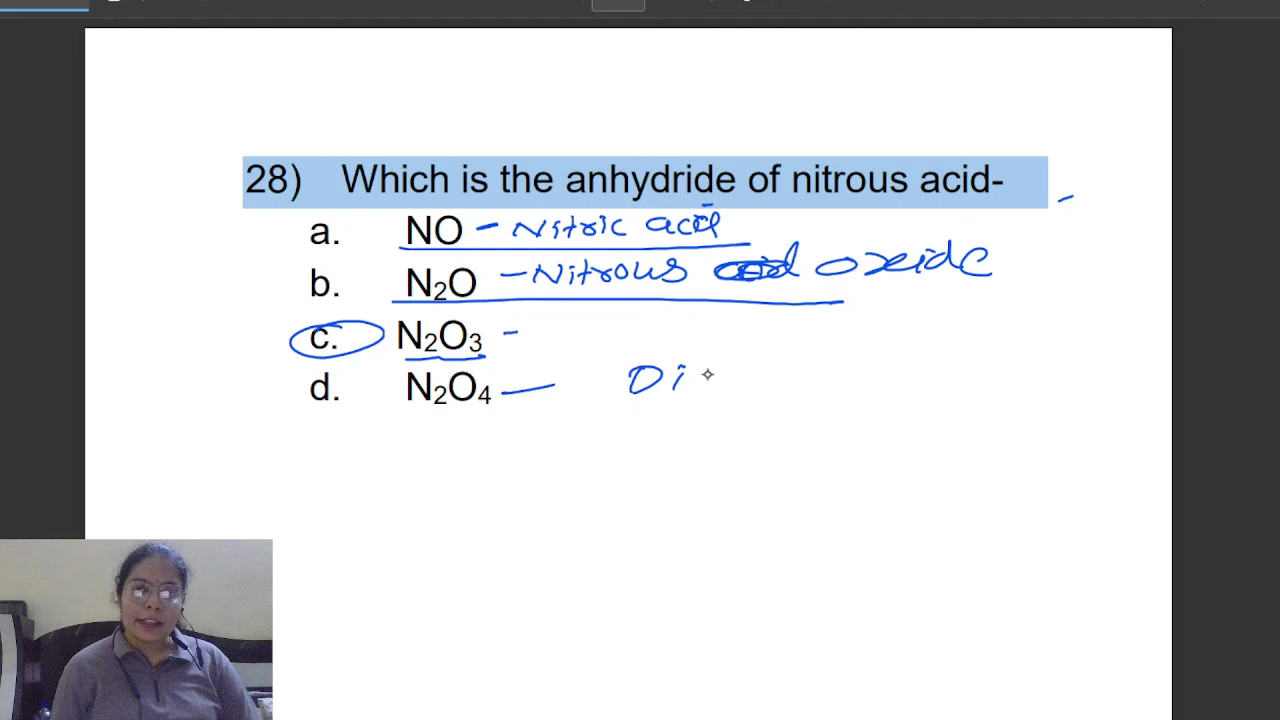 28) Which is the anhydride of nitrous acid-
a. NO - Nitric acid
b. N₂O - Nitrous oxide
c. N₂O₃ -
d. N₂O₄ — Di